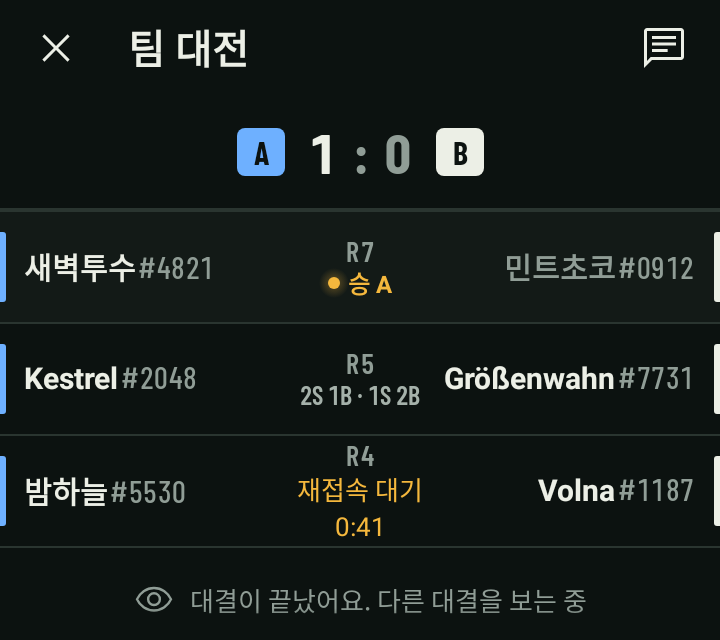 팀 대전
A 1 : 0 B
새벽투수#4821 R7 민트초코#0912
승 A
Kestrel#2048 R5 Größenwahn#7731
2S 1B · 1S 2B
밤하늘#5530 R4 Volna#1187
재접속 대기
0:41
대결이 끝났어요. 다른 대결을 보는 중